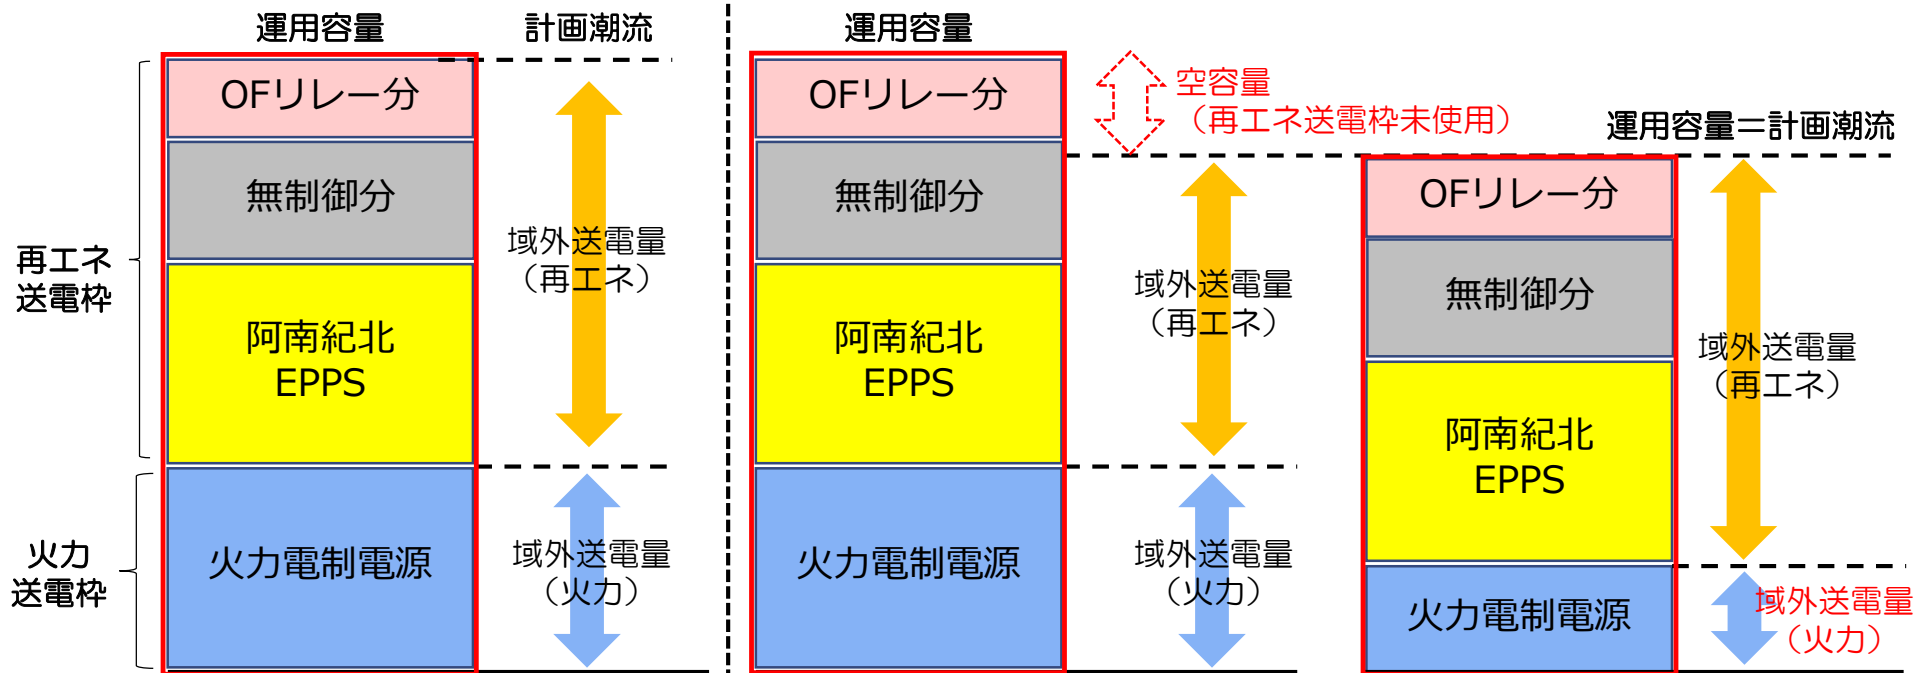 運用容量
計画潮流
OFリレー分
無制御分
阿南紀北
EPPS
火力電制電源
再エネ
送電枠
火力
送電枠
域外送電量
（再エネ）
域外送電量
（火力）
運用容量
OFリレー分
無制御分
阿南紀北
EPPS
火力電制電源
空容量
（再エネ送電枠未使用）
域外送電量
（再エネ）
域外送電量
（火力）
運用容量＝計画潮流
OFリレー分
無制御分
阿南紀北
EPPS
火力電制電源
域外送電量
（再エネ）
域外送電量
（火力）